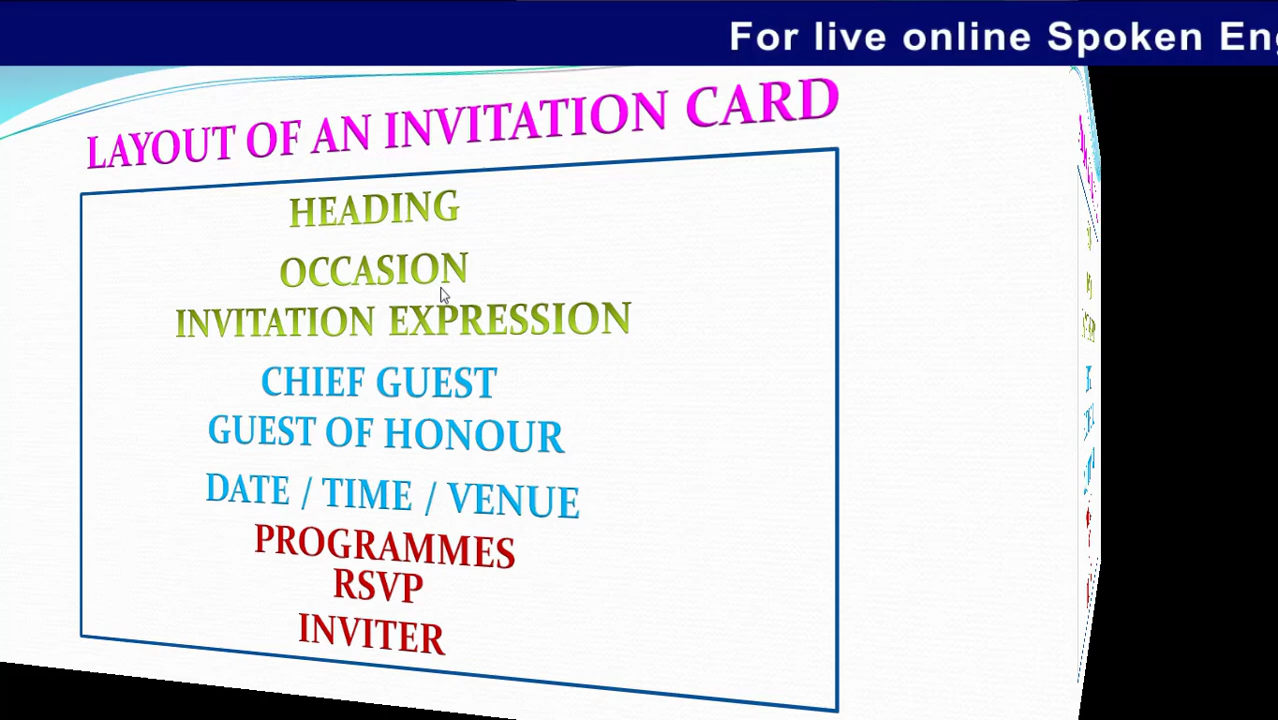 For live online Spoken
LAYOUT OF AN INVITATION CARD
HEADING
OCCASION
INVITATION EXPRESSION
CHIEF GUEST
GUEST OF HONOUR
DATE / TIME / VENUE
PROGRAMMES
RSVP
INVITER